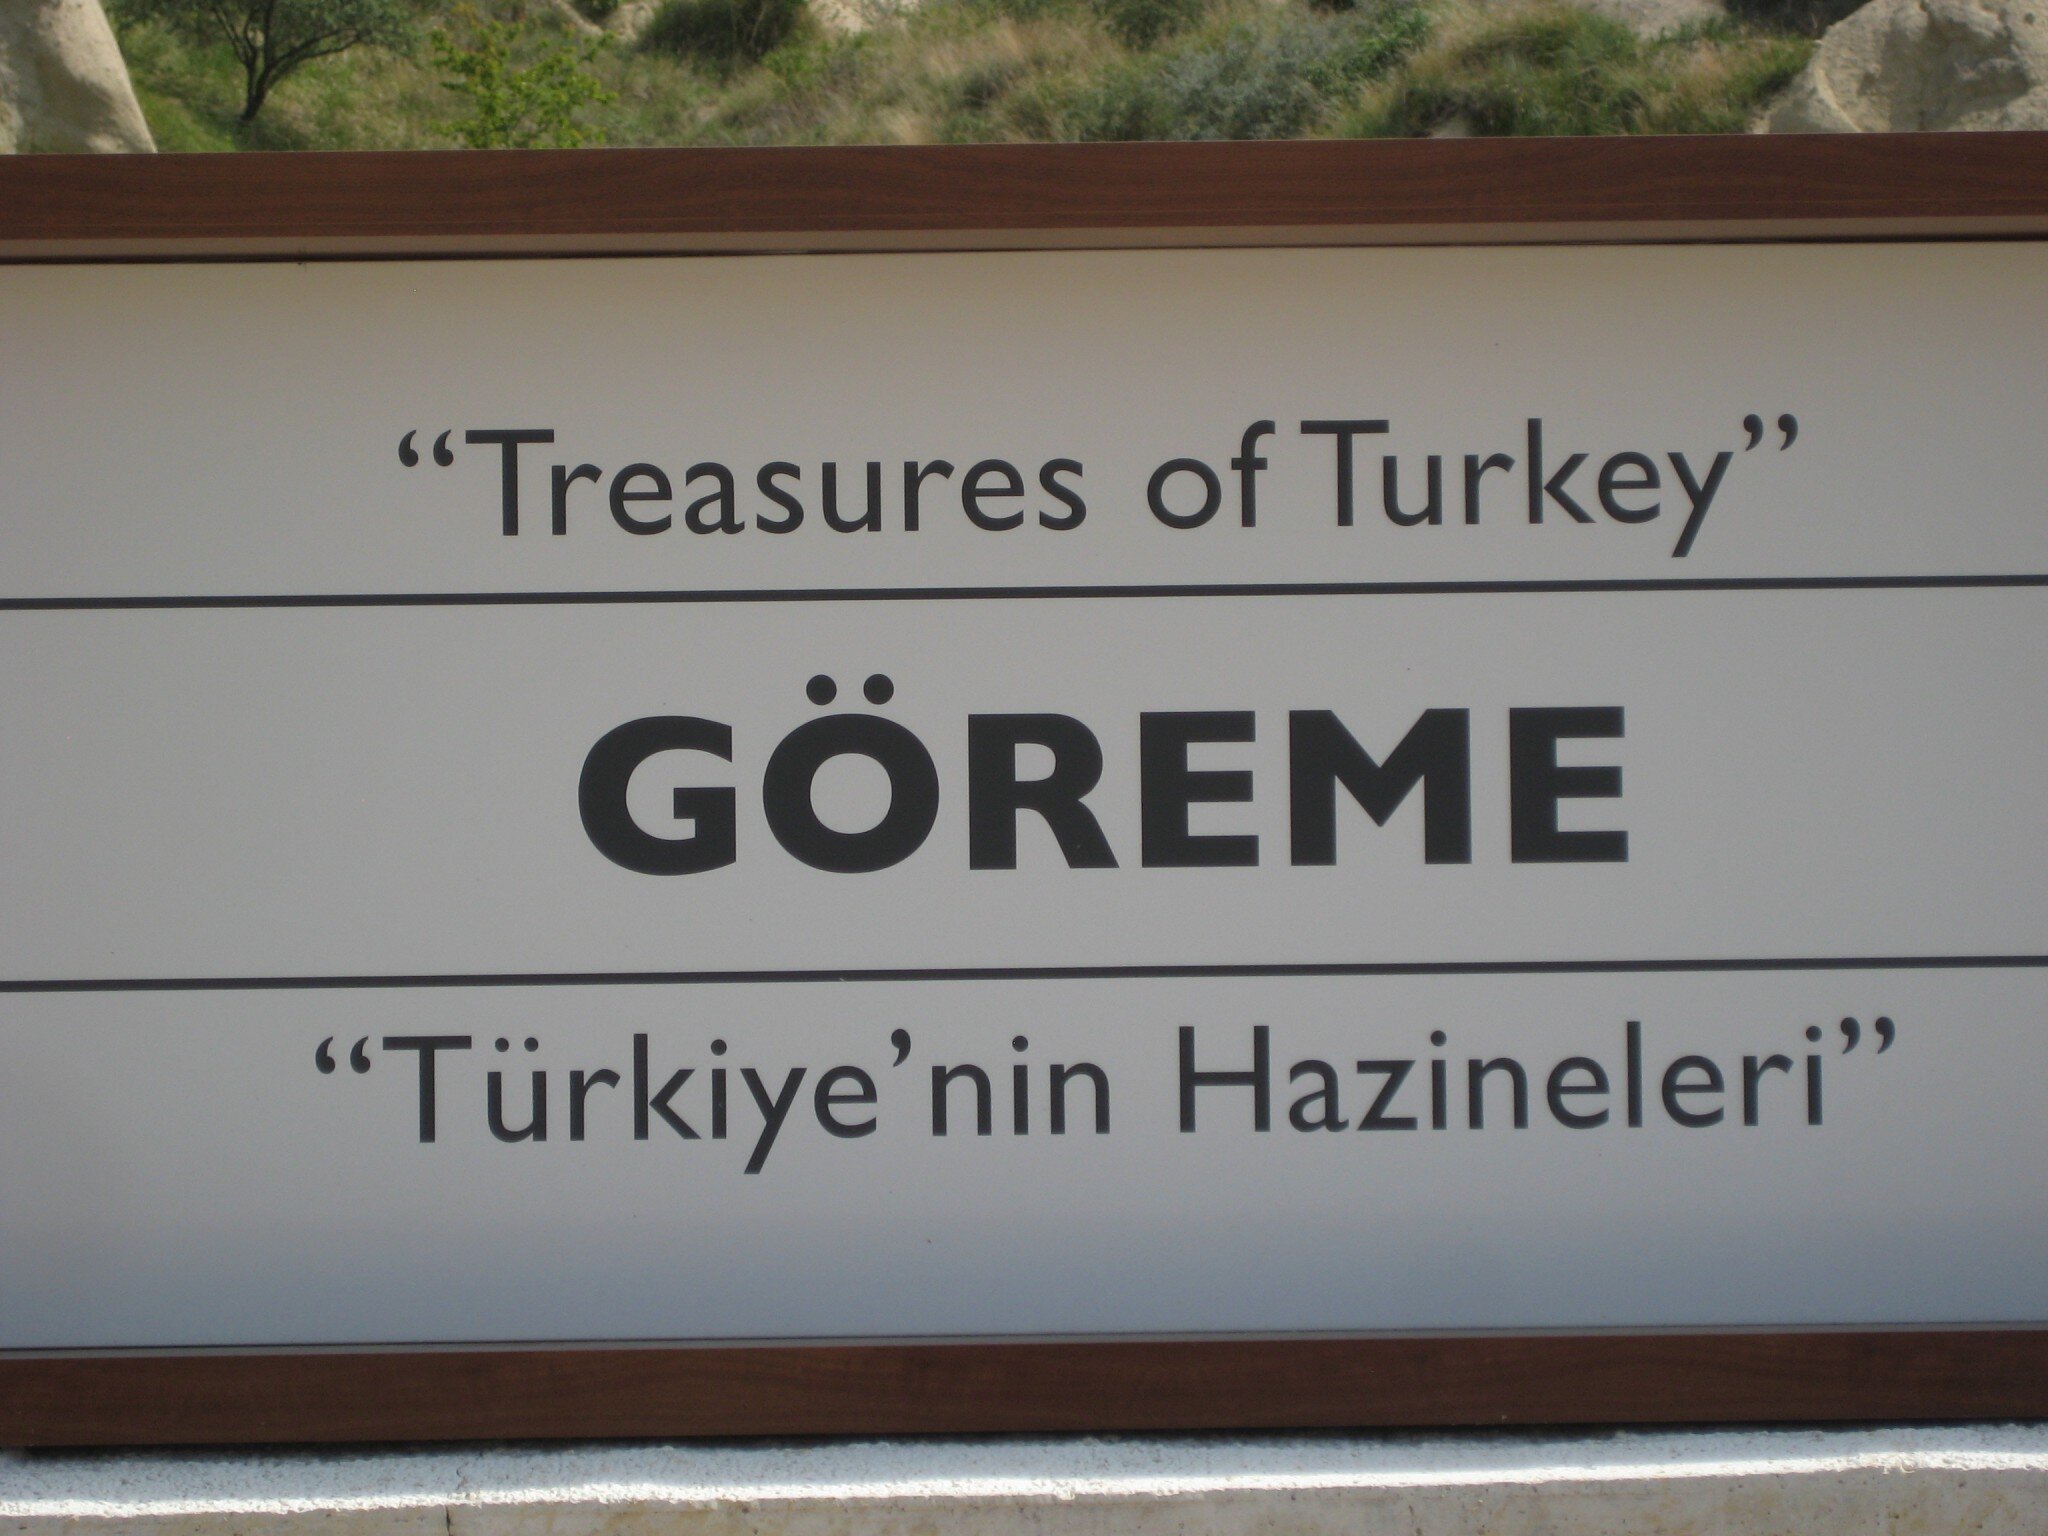 “Treasures of Turkey”
GÖREME
“Türkiye’nin Hazineleri”